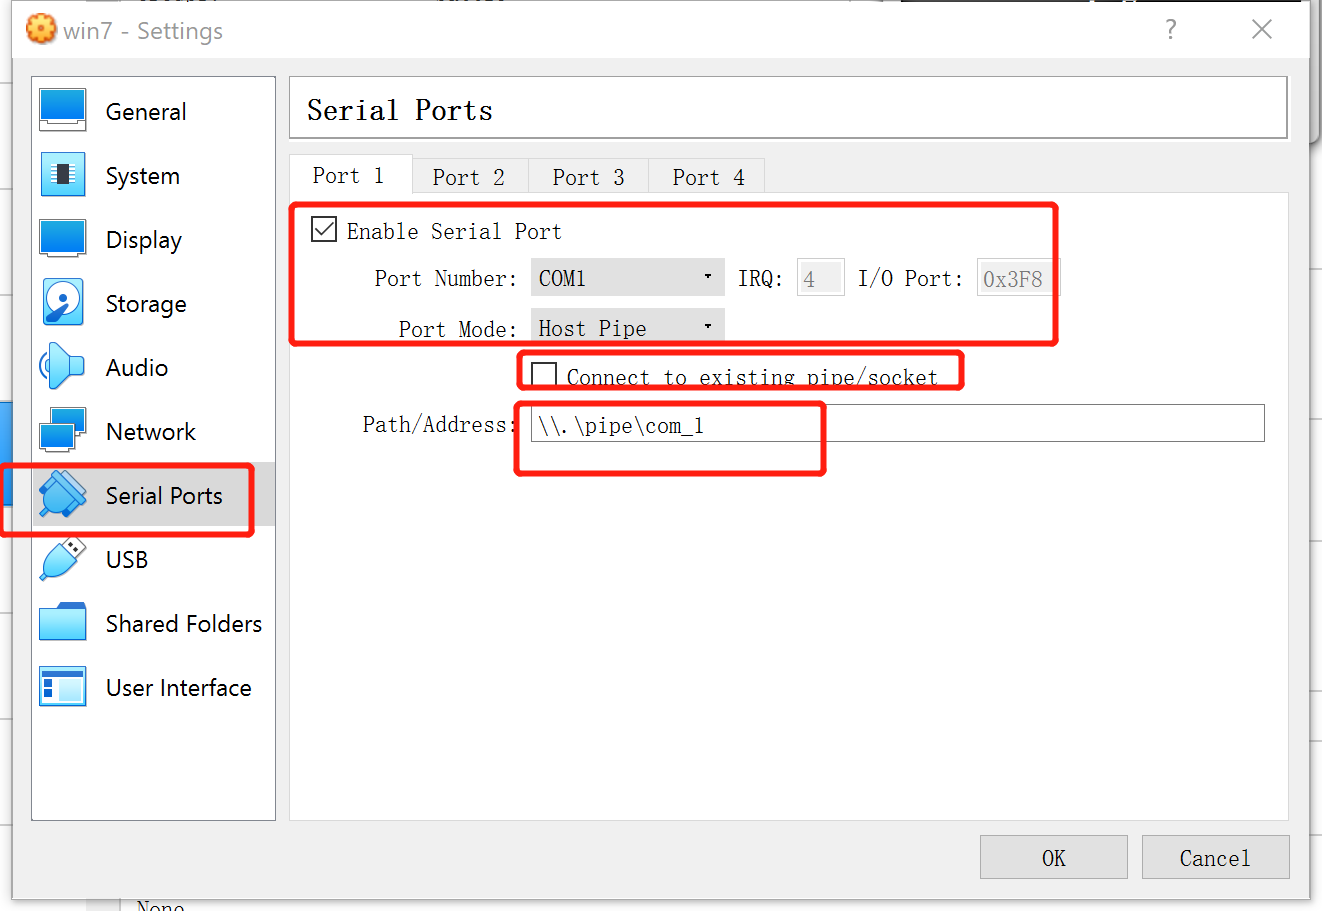 win7 - Settings
?
General
System
Display
Storage
Audio
Network
Serial Ports
USB
Shared Folders
User Interface
Serial Ports
Port 1
Port 2
Port 3
Port 4
Enable Serial Port
Port Number: COM1 IRQ: 4 I/O Port: 0x3F8
Port Mode: Host Pipe
Connect to existing pipe/socket
Path/Address: \\.\pipe\com_1
OK
Cancel
None